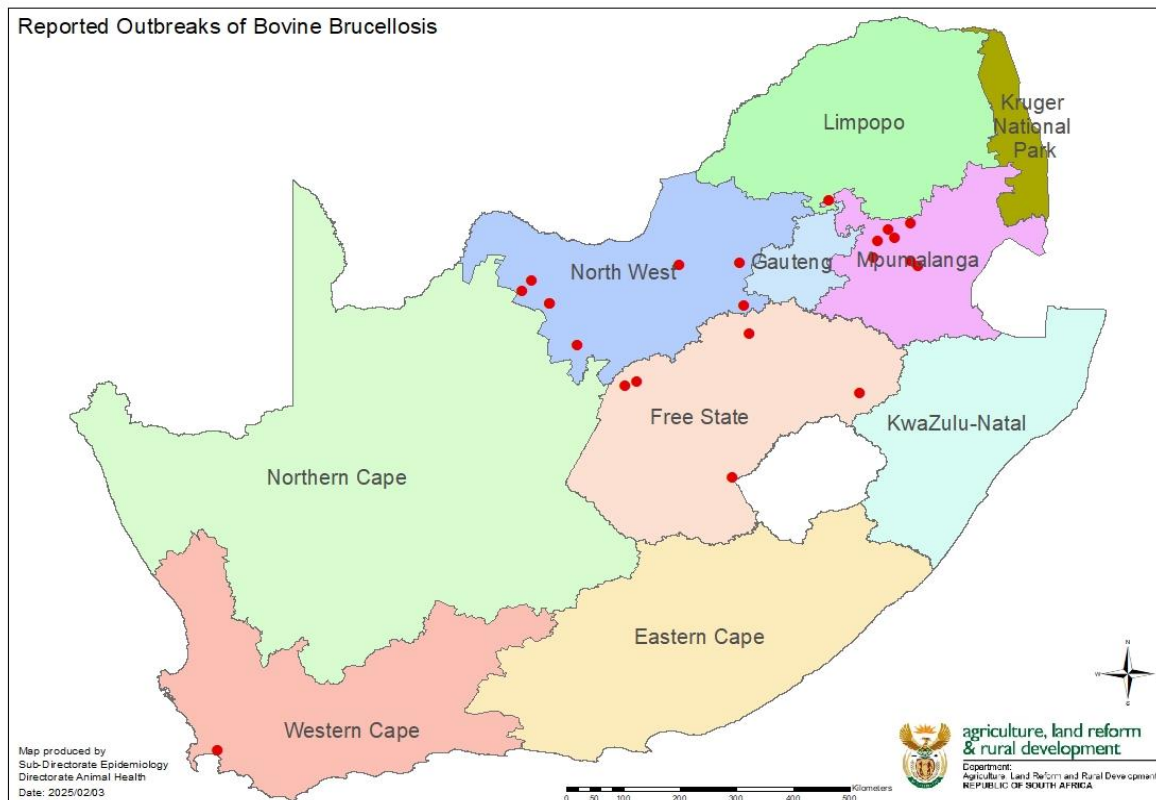 Reported Outbreaks of Bovine Brucellosis
Limpopo
Kruger
National
Park
North West
Gauteng
Mpumalanga
Free State
KwaZulu-Natal
Northern Cape
Eastern Cape
Western Cape
N
W
E
S
Map produced by
Sub-Directorate Epidemiology
Directorate Animal Health
Date: 2025/02/03
0 50 100 200 300 400 500
Kilometers
agriculture, land reform
& rural development
Department:
Agriculture, Land Reform and Rural Development
REPUBLIC OF SOUTH AFRICA